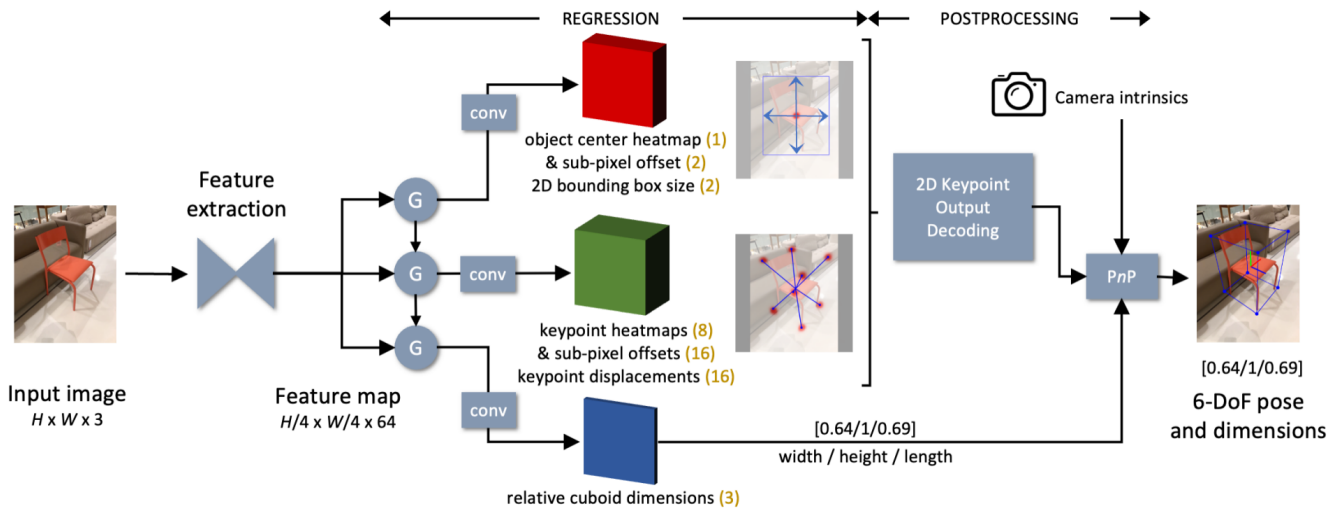 REGRESSION
POSTPROCESSING
conv
Camera intrinsics
object center heatmap (1)
& sub-pixel offset (2)
2D bounding box size (2)
Feature
extraction
G
2D Keypoint
Output
Decoding
G
conv
PnP
keypoint heatmaps (8)
& sub-pixel offsets (16)
keypoint displacements (16)
G
Input image
H x W x 3
Feature map
H/4 x W/4 x 64
conv
[0.64/1/0.69]
width / height / length
[0.64/1/0.69]
6-DoF pose
and dimensions
relative cuboid dimensions (3)